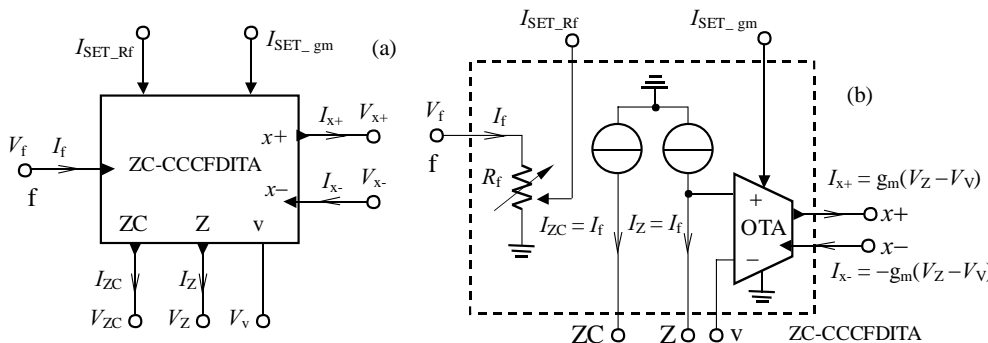 I_SET_Rf
I_SET_gm
(a)
V_f
I_f
f
ZC-CCCFDITA
x+
x−
I_x+
V_x+
I_x-
V_x-
ZC
Z
v
I_ZC
I_Z
V_ZC
V_Z
V_v
I_SET_Rf
I_SET_gm
(b)
V_f
I_f
f
R_f
I_ZC = I_f
I_Z = I_f
+
OTA
−
I_x+ = g_m(V_Z – V_V)
x+
x−
I_x- = -g_m(V_Z – V_V)
ZC
Z
v
ZC-CCCFDITA